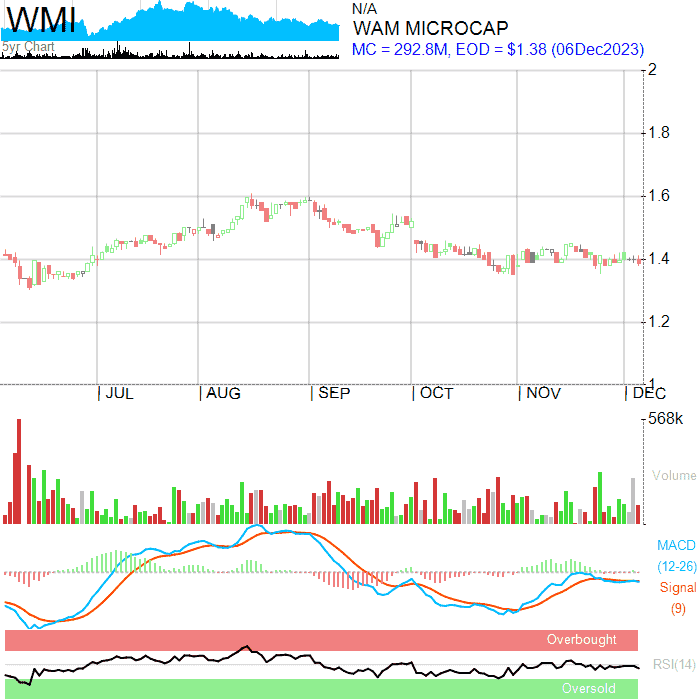 WMI
5yr Chart
N/A
WAM MICROCAP
MC = 292.8M, EOD = $1.38 (06Dec2023)
2
1.8
1.6
1.4
1.2
1
JUL AUG SEP OCT NOV DEC
568k
Volume
MACD
(12-26)
Signal
(9)
Overbought
RSI(14)
Oversold